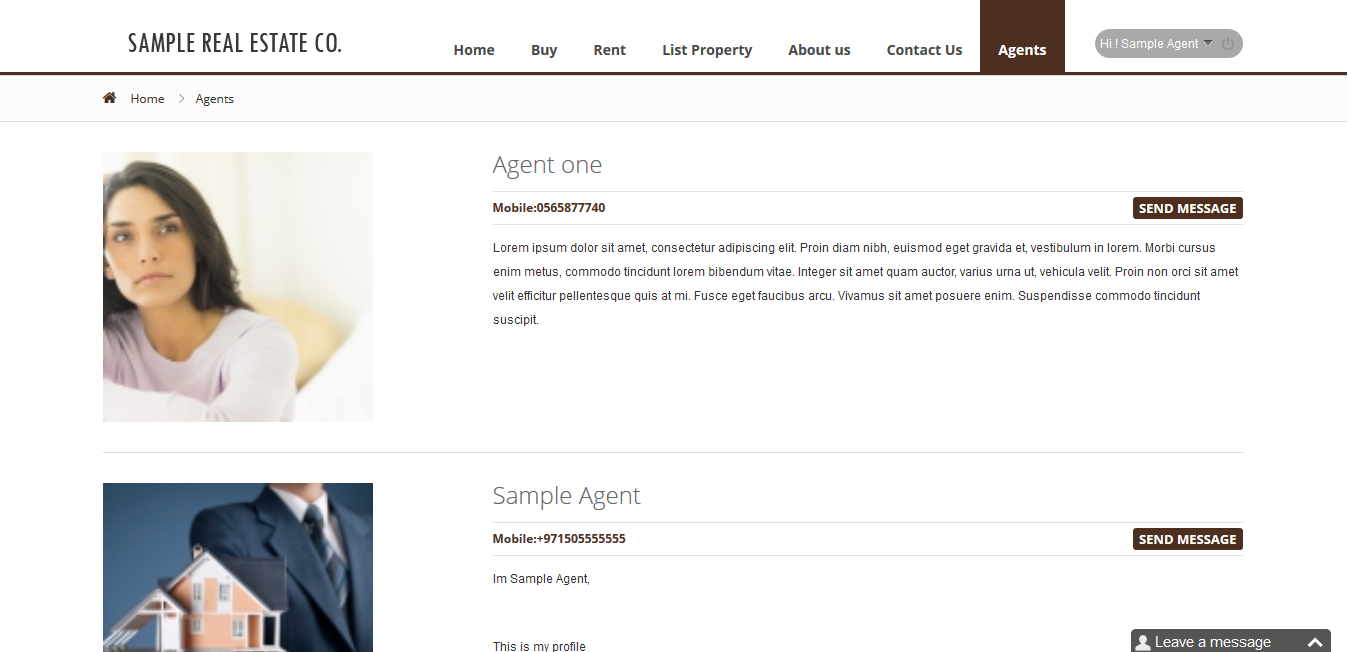 SAMPLE REAL ESTATE CO.
Home Buy Rent List Property About us Contact Us Agents
Hi ! Sample Agent
Home Agents
Agent one
Mobile:0565877740
SEND MESSAGE
Lorem ipsum dolor sit amet, consectetur adipiscing elit. Proin diam nibh, euismod eget gravida et, vestibulum in lorem. Morbi cursus
enim metus, commodo tincidunt lorem bibendum vitae. Integer sit amet quam auctor, varius urna ut, vehicula velit. Proin non orci sit amet
velit efficitur pellentesque quis at mi. Fusce eget faucibus arcu. Vivamus sit amet posuere enim. Suspendisse commodo tincidunt
suscipit.
Sample Agent
Mobile:+971505555555
SEND MESSAGE
Im Sample Agent,
This is my profile
Leave a message